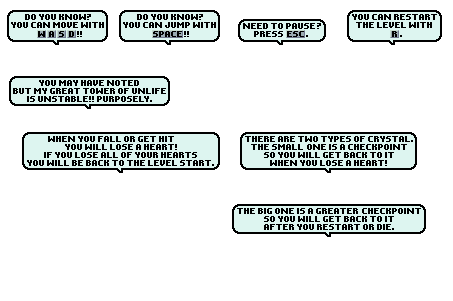 DO YOU KNOW?
YOU CAN MOVE WITH
W A S D!!
DO YOU KNOW?
YOU CAN JUMP WITH
SPACE!!
NEED TO PAUSE?
PRESS ESC.
YOU CAN RESTART
THE LEVEL WITH
R.
YOU MAY HAVE NOTED
BUT MY GREAT TOWER OF UNLIFE
IS UNSTABLE!! PURPOSELY.
WHEN YOU FALL OR GET HIT
YOU WILL LOSE A HEART!
IF YOU LOSE ALL OF YOUR HEARTS
YOU WILL BE BACK TO THE LEVEL START.
THERE ARE TWO TYPES OF CRYSTAL.
THE SMALL ONE IS A CHECKPOINT
SO YOU WILL GET BACK TO IT
WHEN YOU LOSE A HEART!
THE BIG ONE IS A GREATER CHECKPOINT
SO YOU WILL GET BACK TO IT
AFTER YOU RESTART OR DIE.